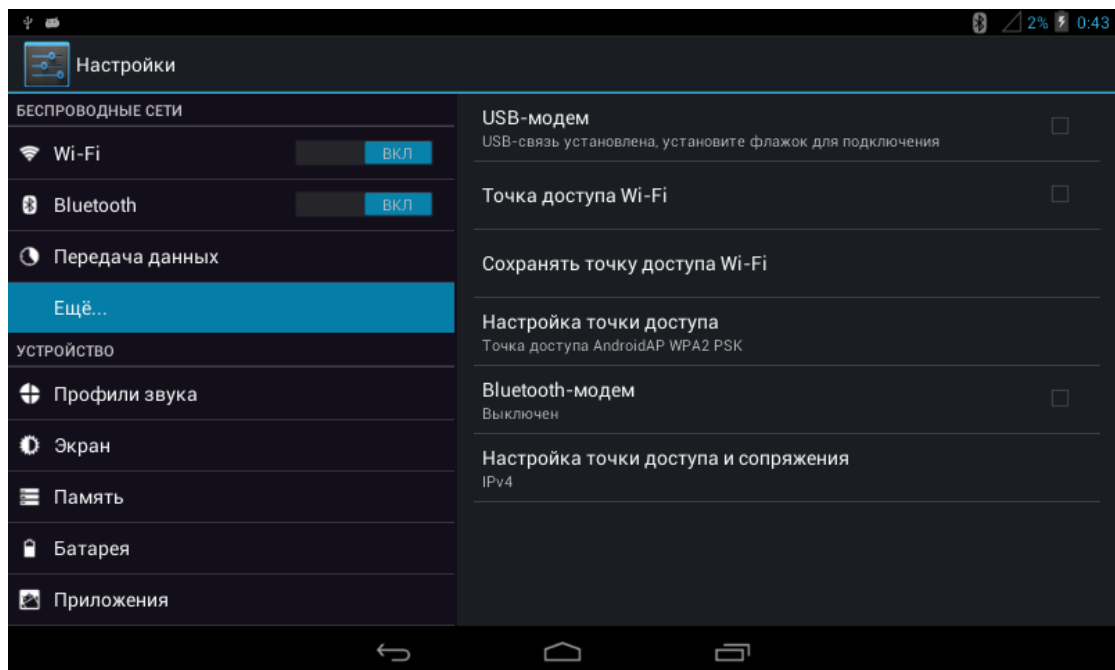 2% 0:43
Настройки
БЕСПРОВОДНЫЕ СЕТИ
Wi-Fi ВКЛ
Bluetooth ВКЛ
Передача данных
Ещё...
УСТРОЙСТВО
Профили звука
Экран
Память
Батарея
Приложения
USB-модем
USB-связь установлена, установите флажок для подключения
Точка доступа Wi-Fi
Сохранять точку доступа Wi-Fi
Настройка точки доступа
Точка доступа AndroidAP WPA2 PSK
Bluetooth-модем
Выключен
Настройка точки доступа и сопряжения
IPv4